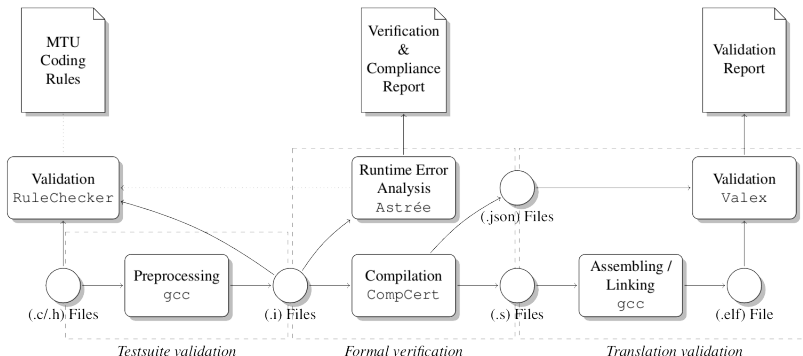 MTU
Coding
Rules
Verification
&
Compliance
Report
Validation
Report
Validation
RuleChecker
Runtime Error
Analysis
Astrée
Validation
Valex
(.json) Files
Preprocessing
gcc
Compilation
CompCert
Assembling /
Linking
gcc
(.c/.h) Files
(.i) Files
(.s) Files
(.elf) File
Testsuite validation
Formal verification
Translation validation